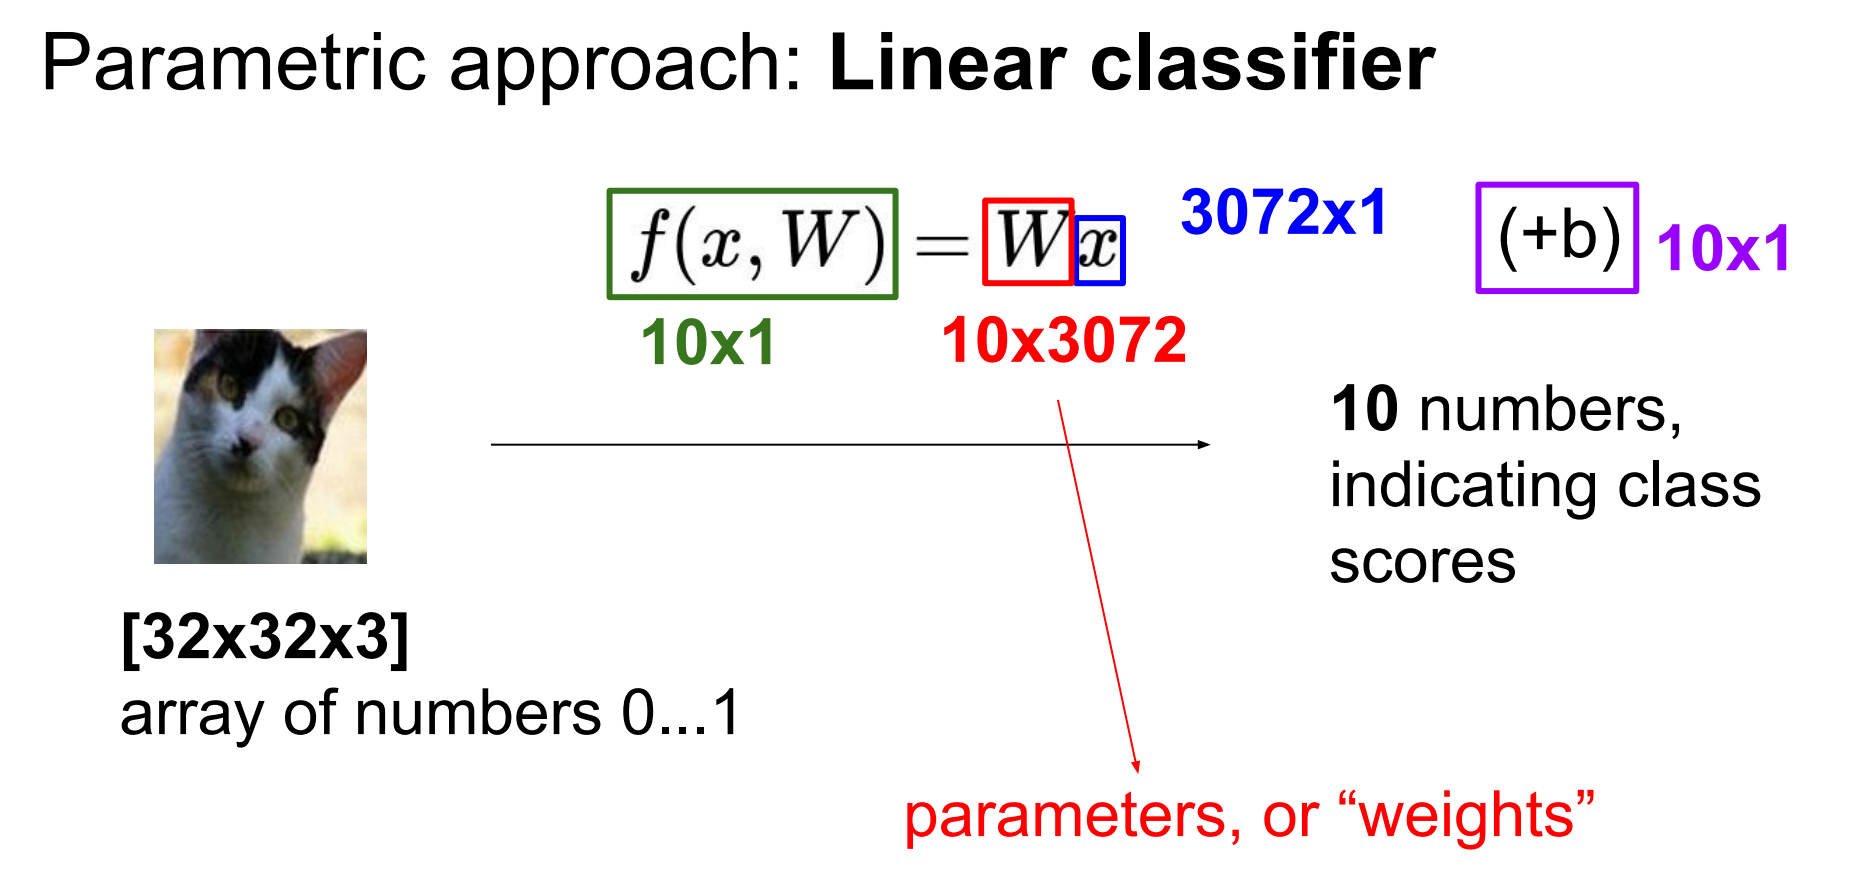 Parametric approach: Linear classifier
f(x, W) = Wx 3072x1 (+b) 10x1
10x1 10x3072
10 numbers,
indicating class
scores
[32x32x3]
array of numbers 0...1
parameters, or “weights”